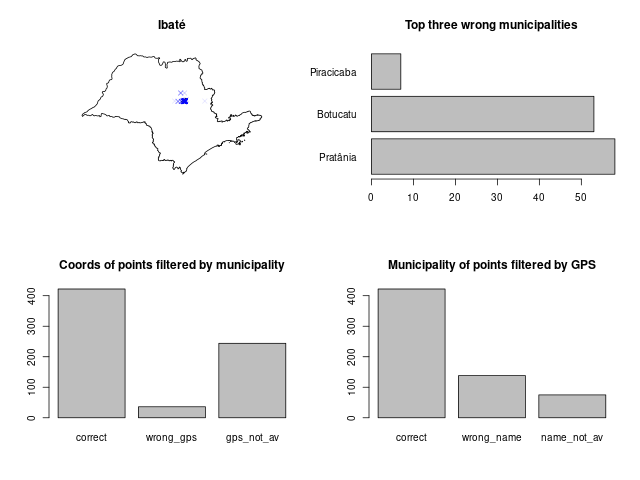 Ibaté
Top three wrong municipalities
Piracicaba
Botucatu
Pratânia
0 10 20 30 40 50
Coords of points filtered by municipality
400
300
200
100
0
correct wrong_gps gps_not_av
Municipality of points filtered by GPS
400
300
200
100
0
correct wrong_name name_not_av